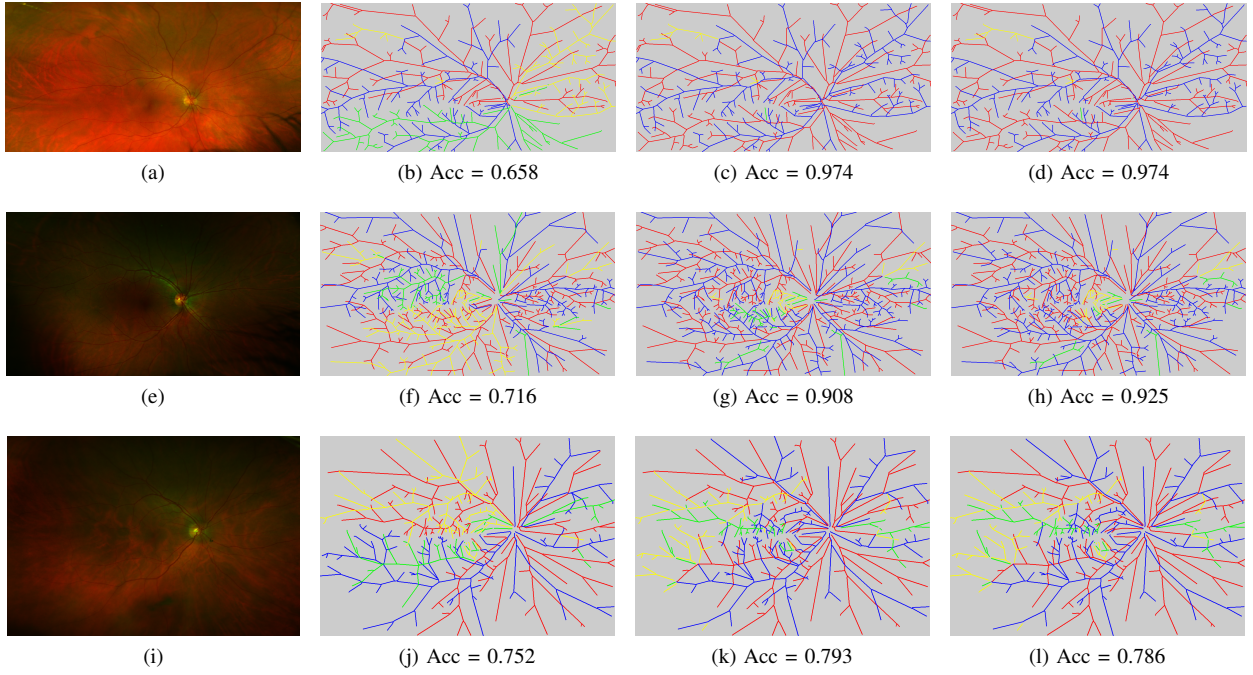 (a)
(b) Acc = 0.658
(c) Acc = 0.974
(d) Acc = 0.974
(e)
(f) Acc = 0.716
(g) Acc = 0.908
(h) Acc = 0.925
(i)
(j) Acc = 0.752
(k) Acc = 0.793
(l) Acc = 0.786